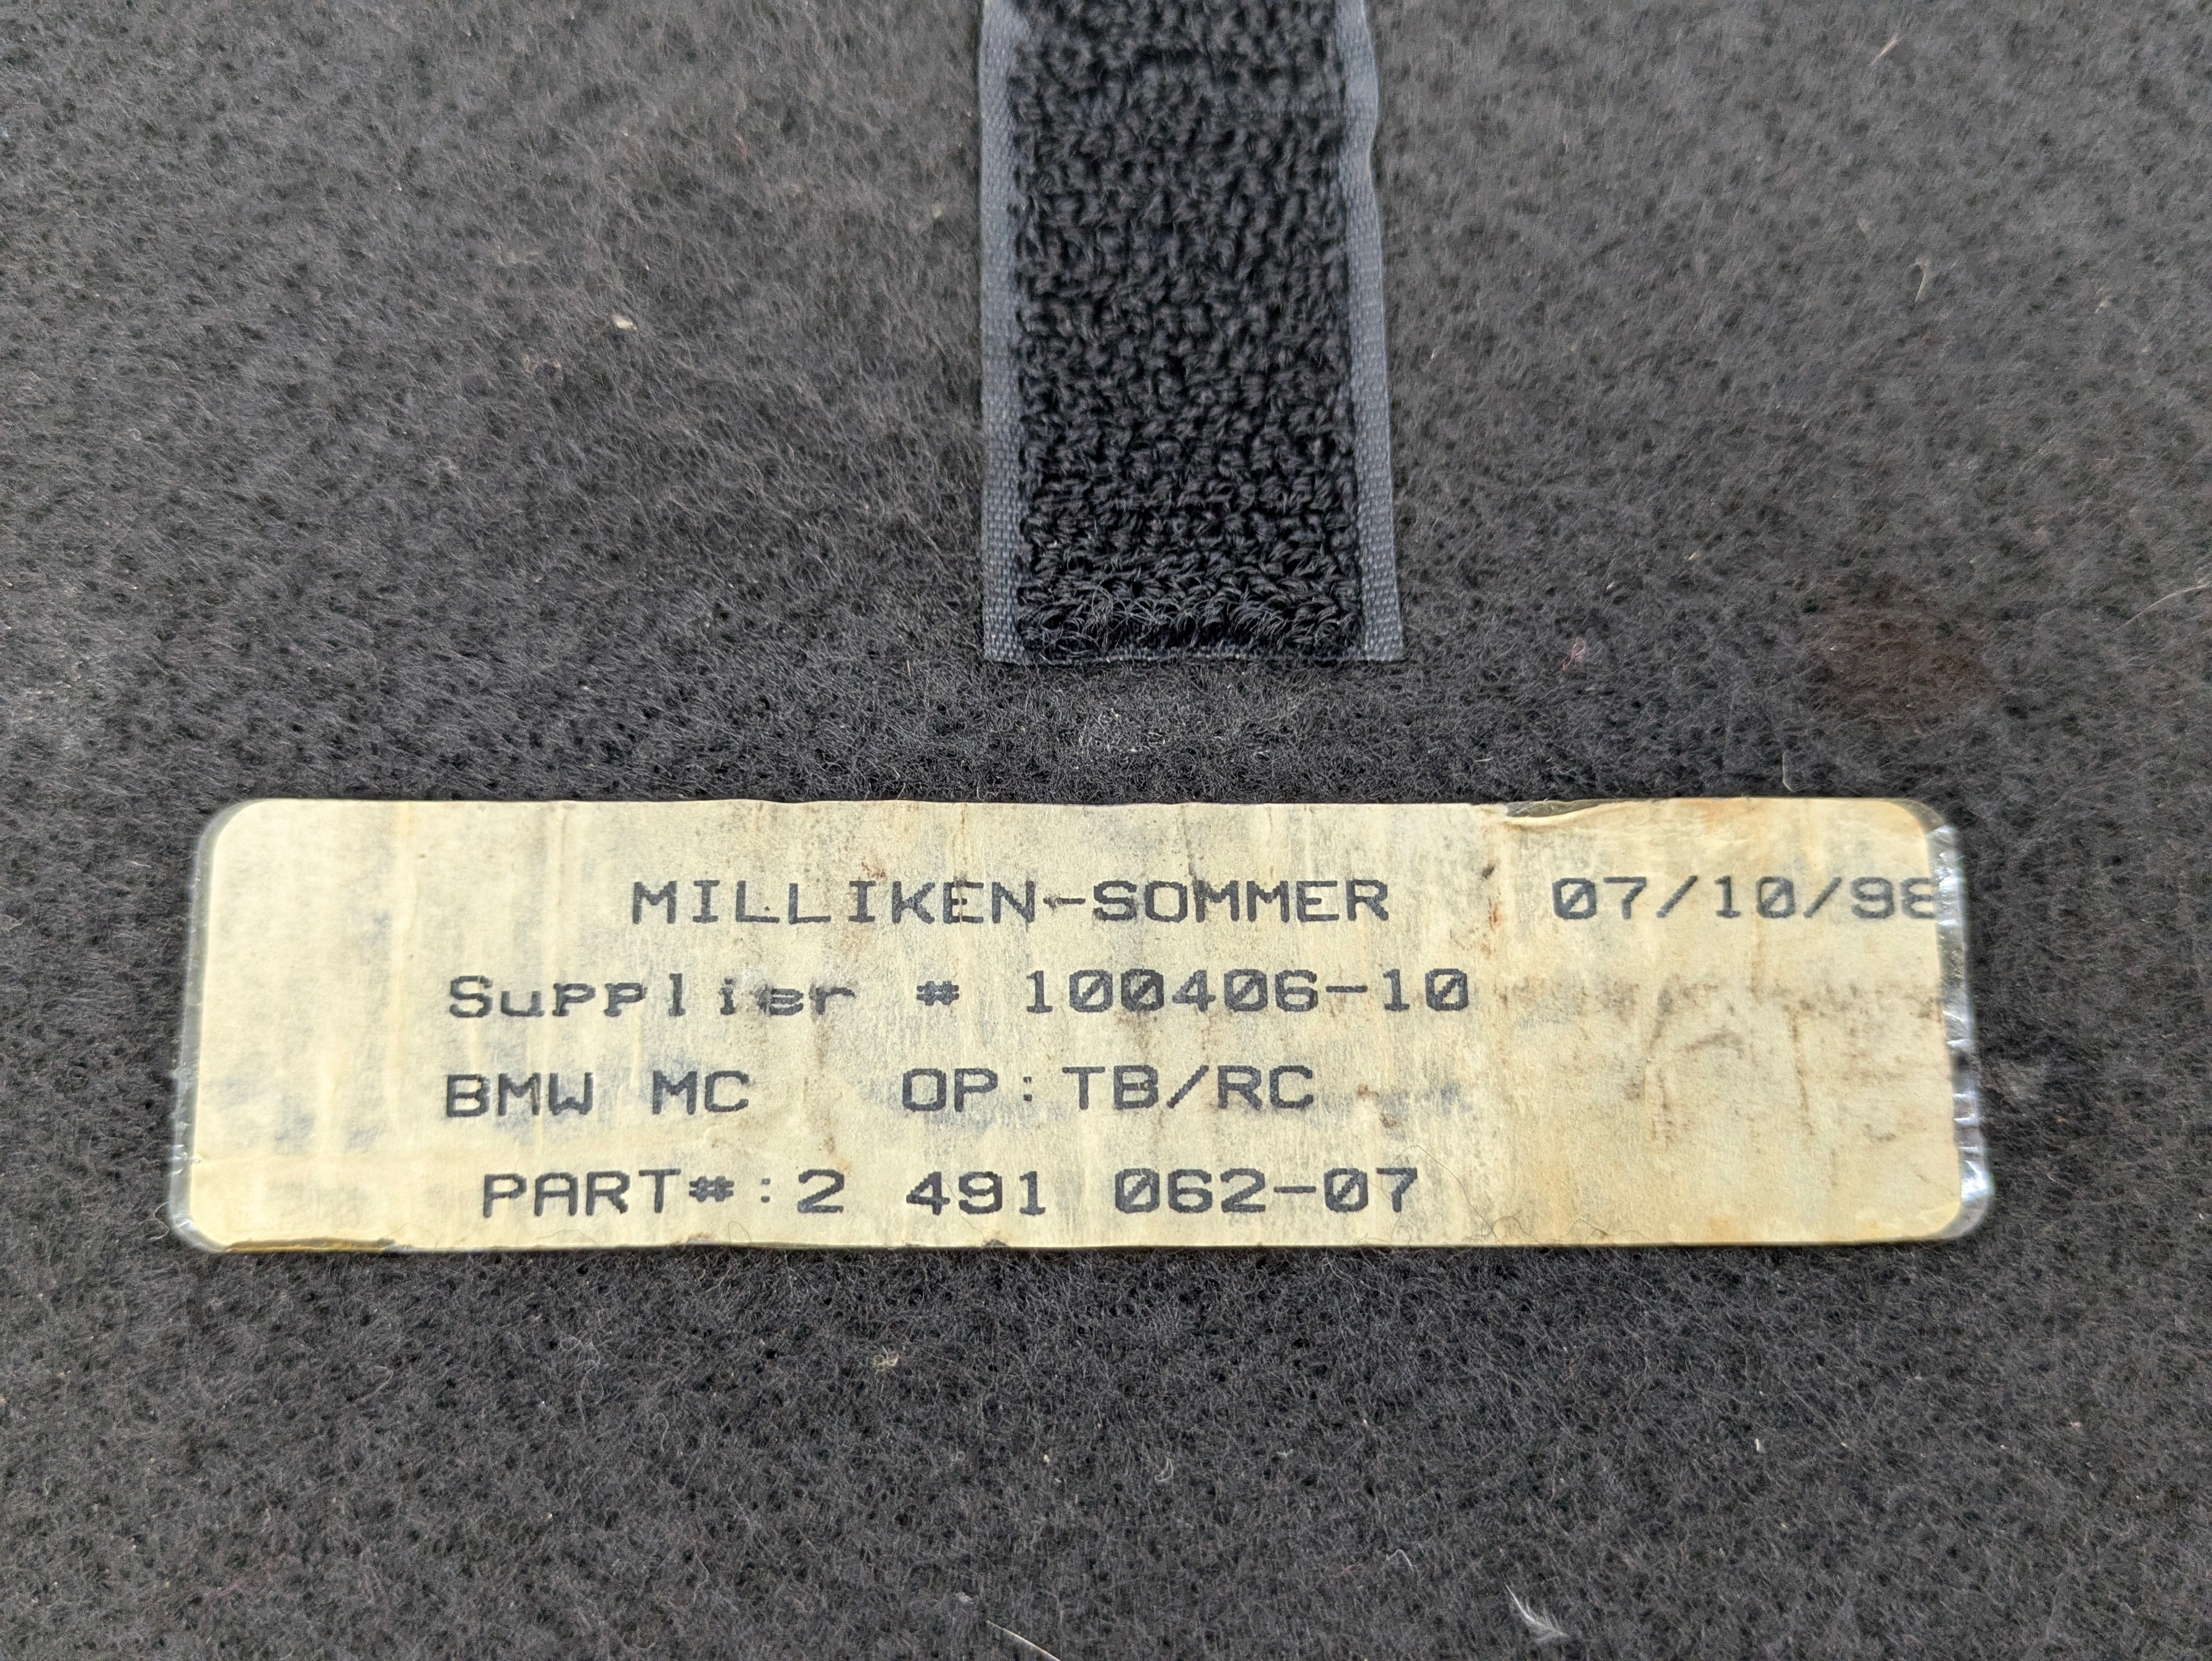 MILLIKEN-SOMMER 07/10/98
Supplier # 100406-10
BMW MC OP:TB/RC
PART#:2 491 062-07